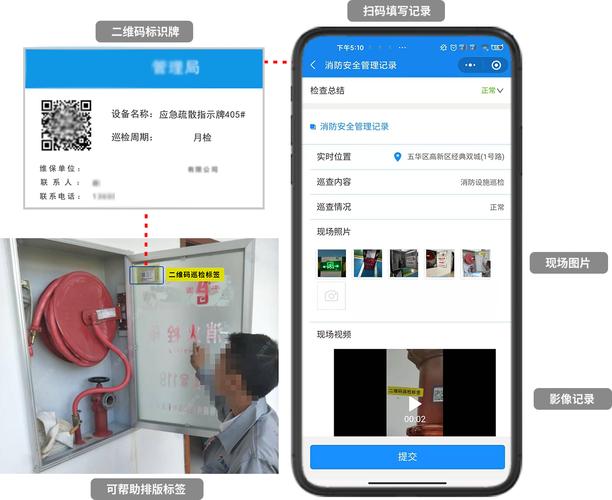 二维码标识牌
管理局
设备名称: 应急疏散指示牌405#
巡检周期: 月检
维保单位: 有限公司
联系人:
联系电话:
二维码巡检标签
消火栓
119
可帮助排版标签
扫码填写记录
下午5:10
消防安全管理记录
检查总结 正常
消防安全管理记录
实时位置 五华区高新区经典双城(1号路)
巡查内容 消防设施巡检
巡查情况 正常
现场照片
现场视频
二维码巡检标签
00:02
提交
现场图片
影像记录